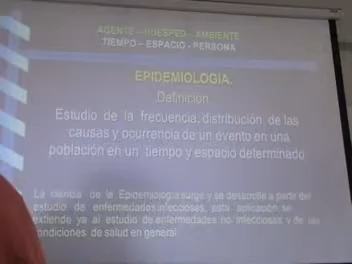 AGENTE – HUESPED – AMBIENTE
TIEMPO – ESPACIO - PERSONA
EPIDEMIOLOGIA.
Definición.
Estudio de la frecuencia, distribución de las
causas y ocurrencia de un evento en una
población en un tiempo y espacio determinado
La ciencia de la Epidemiología surge y se desarrolla a partir del
estudio de enfermedades infecciosas, esta aplicación se
extiende ya al estudio de enfermedades no infecciosas y de las
condiciones de salud en general.